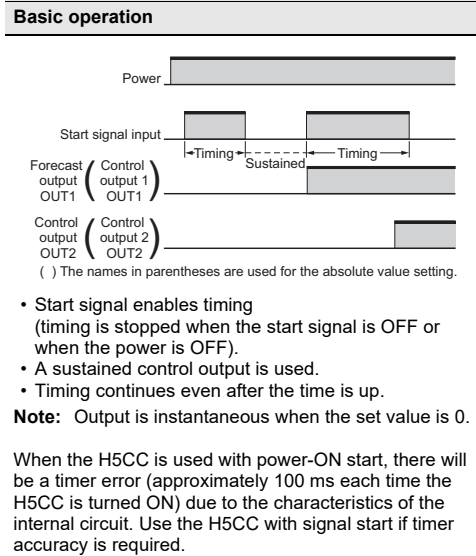 Basic operation
Power
Start signal input
Timing
Sustained
Timing
Forecast output OUT1 ( Control output 1 OUT1 )
Control output OUT2 ( Control output 2 OUT2 )
( ) The names in parentheses are used for the absolute value setting.
• Start signal enables timing
(timing is stopped when the start signal is OFF or
when the power is OFF).
• A sustained control output is used.
• Timing continues even after the time is up.
Note: Output is instantaneous when the set value is 0.
When the H5CC is used with power-ON start, there will
be a timer error (approximately 100 ms each time the
H5CC is turned ON) due to the characteristics of the
internal circuit. Use the H5CC with signal start if timer
accuracy is required.